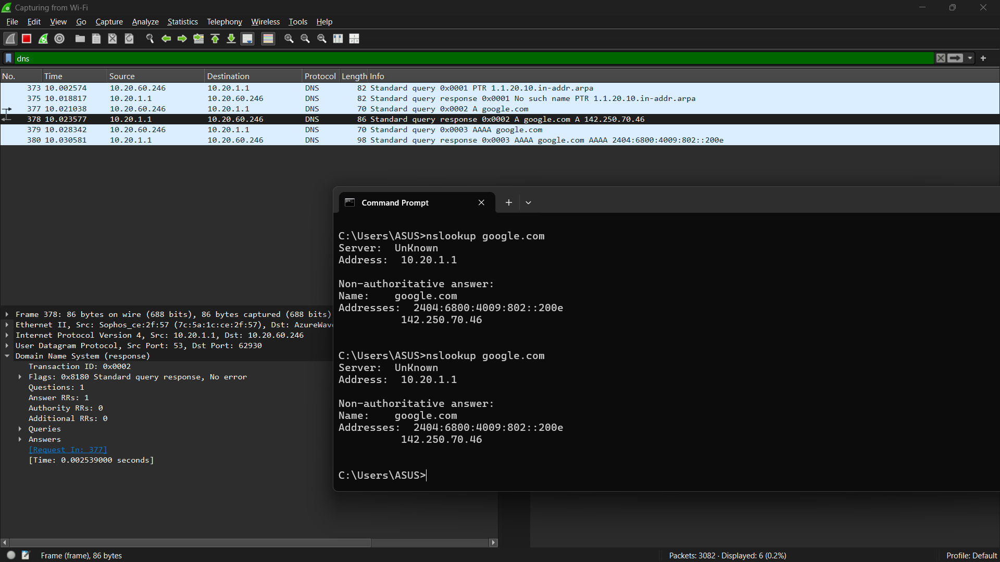 Capturing from Wi-Fi
File Edit View Go Capture Analyze Statistics Telephony Wireless Tools Help
dns
No. Time Source Destination Protocol Length Info
373 10.002574 10.20.60.246 10.20.1.1 DNS 82 Standard query 0x0001 PTR 1.1.20.10.in-addr.arpa
375 10.018817 10.20.1.1 10.20.60.246 DNS 82 Standard query response 0x0001 No such name PTR 1.1.20.10.in-addr.arpa
377 10.021038 10.20.60.246 10.20.1.1 DNS 70 Standard query 0x0002 A google.com
378 10.023577 10.20.1.1 10.20.60.246 DNS 86 Standard query response 0x0002 A google.com A 142.250.70.46
379 10.028342 10.20.60.246 10.20.1.1 DNS 70 Standard query 0x0003 AAAA google.com
380 10.030581 10.20.1.1 10.20.60.246 DNS 98 Standard query response 0x0003 AAAA google.com AAAA 2404:6800:4009:802::200e
Command Prompt
C:\Users\ASUS>nslookup google.com
Server: UnKnown
Address: 10.20.1.1
Non-authoritative answer:
Name: google.com
Addresses: 2404:6800:4009:802::200e
142.250.70.46
C:\Users\ASUS>nslookup google.com
Server: UnKnown
Address: 10.20.1.1
Non-authoritative answer:
Name: google.com
Addresses: 2404:6800:4009:802::200e
142.250.70.46
C:\Users\ASUS>
Frame 378: 86 bytes on wire (688 bits), 86 bytes captured (688 bits)
Ethernet II, Src: Sophos_ce:2f:57 (7c:5a:1c:ce:2f:57), Dst: AzureWav
Internet Protocol Version 4, Src: 10.20.1.1, Dst: 10.20.60.246
User Datagram Protocol, Src Port: 53, Dst Port: 62930
Domain Name System (response)
Transaction ID: 0x0002
Flags: 0x8180 Standard query response, No error
Questions: 1
Answer RRs: 1
Authority RRs: 0
Additional RRs: 0
Queries
Answers
[Request In: 377]
[Time: 0.002539000 seconds]
Frame (frame), 86 bytes
Packets: 3082 · Displayed: 6 (0.2%)
Profile: Default